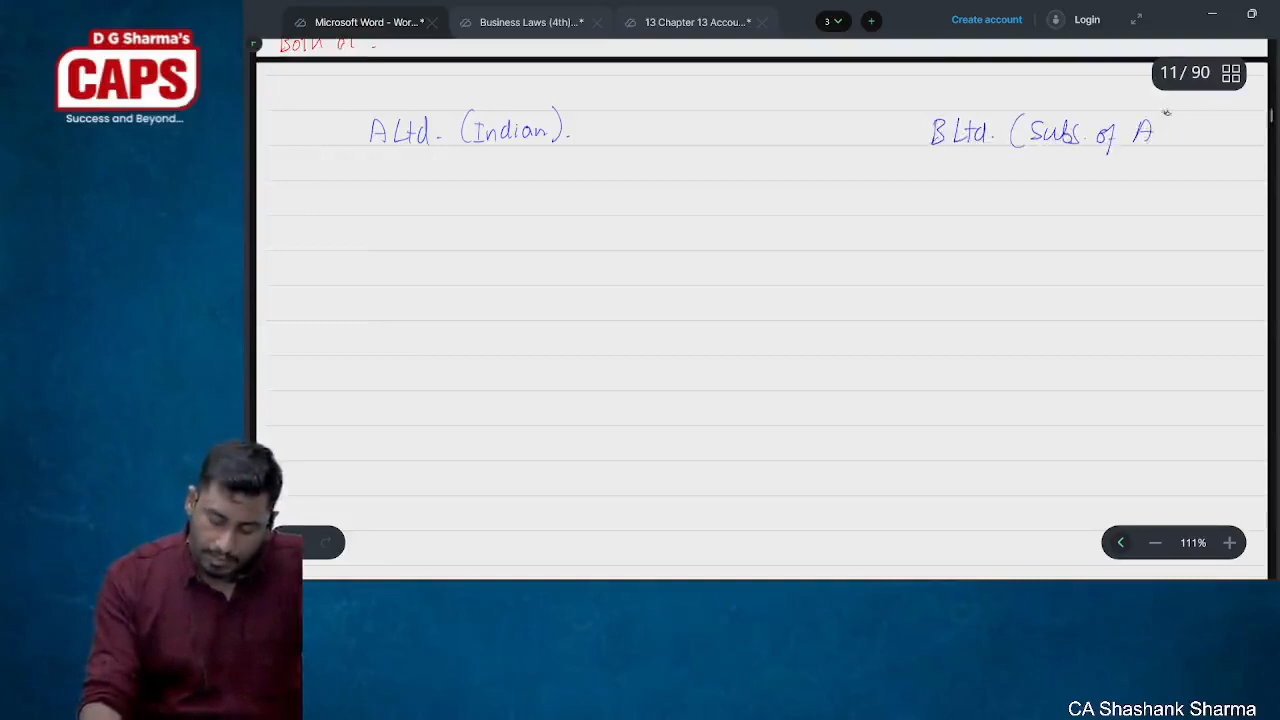 Microsoft Word - Wor...*
Business Laws (4th)...*
13 Chapter 13 Accou...*
3
Create account
Login
D G Sharma's
CAPS
Success and Beyond...
11/ 90
A Ltd. (Indian).
B Ltd. (Subs. of A
111%
CA Shashank Sharma